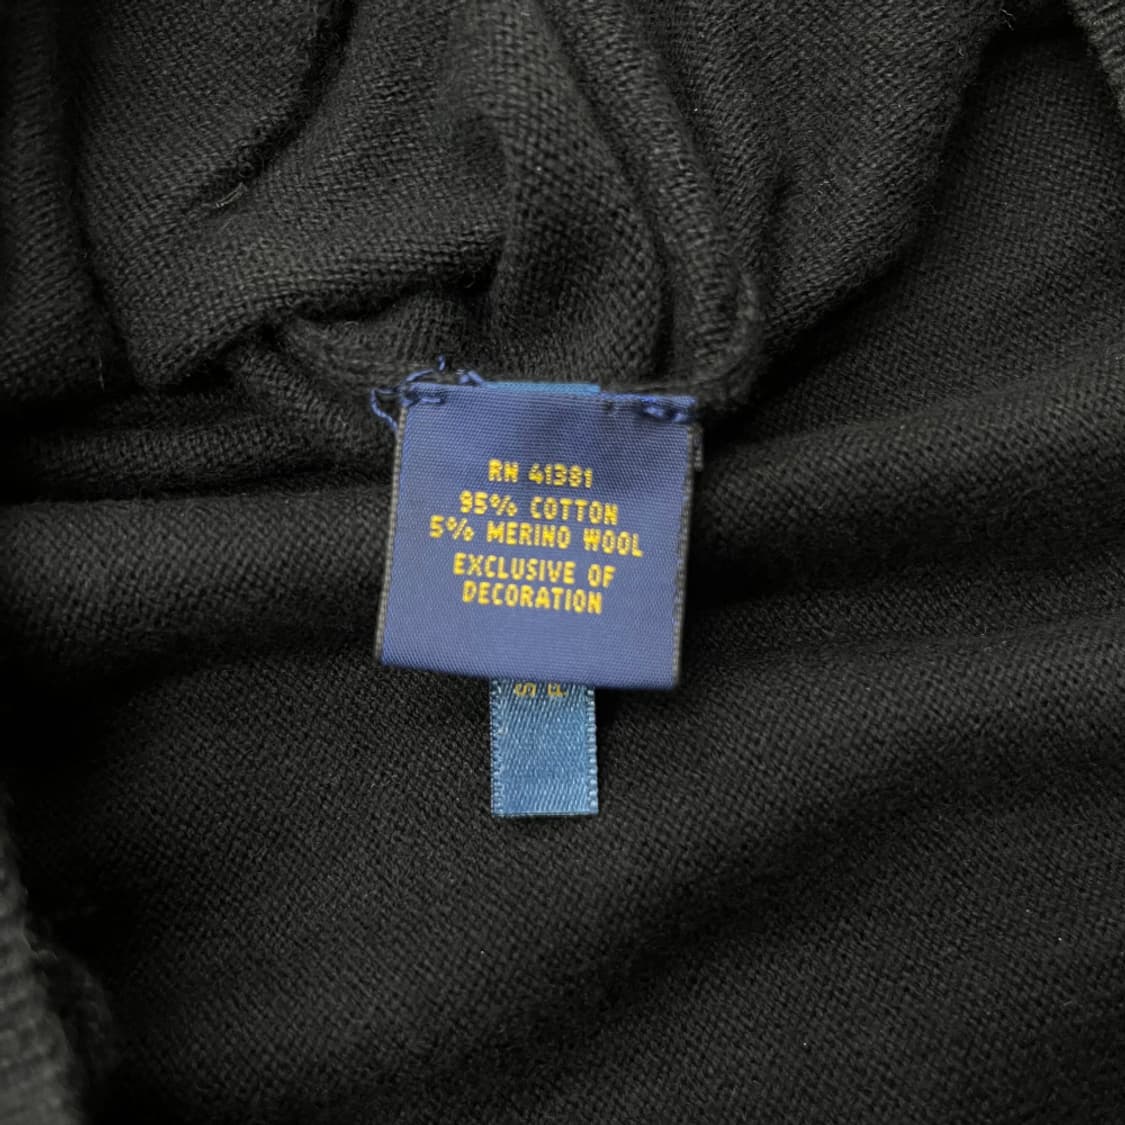 RN 41381
95% COTTON
5% MERINO WOOL
EXCLUSIVE OF
DECORATION